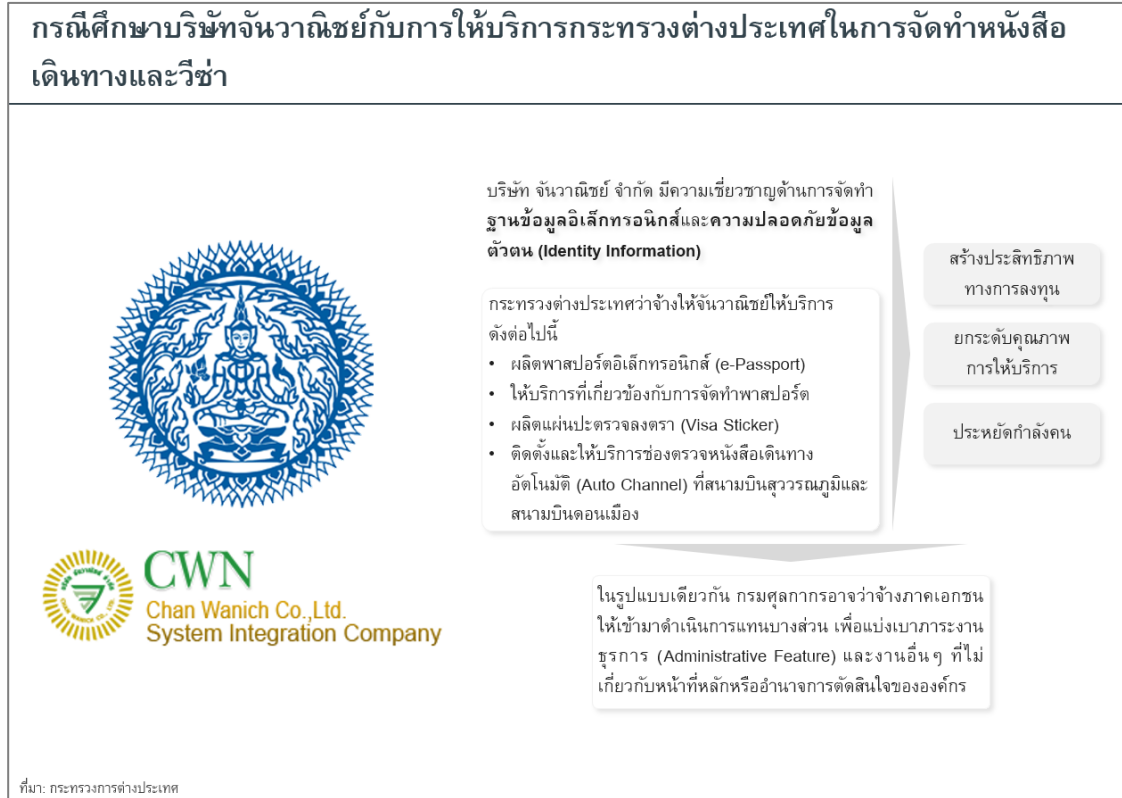 กรณีศึกษาบริษัทจันวาณิชย์กับการให้บริการกระทรวงต่างประเทศในการจัดทำหนังสือ
เดินทางและวีซ่า
บริษัท จันวาณิชย์ จำกัด มีความเชี่ยวชาญด้านการจัดทำ
ฐานข้อมูลอิเล็กทรอนิกส์และความปลอดภัยข้อมูล
ตัวตน (Identity Information)
กระทรวงต่างประเทศว่าจ้างให้จันวาณิชย์ให้บริการ
ดังต่อไปนี้
• ผลิตพาสปอร์ตอิเล็กทรอนิกส์ (e-Passport)
• ให้บริการที่เกี่ยวข้องกับการจัดทำพาสปอร์ต
• ผลิตแผ่นปะตรวจลงตรา (Visa Sticker)
• ติดตั้งและให้บริการช่องตรวจหนังสือเดินทาง
อัตโนมัติ (Auto Channel) ที่สนามบินสุวรรณภูมิและ
สนามบินดอนเมือง
สร้างประสิทธิภาพ
ทางการลงทุน
ยกระดับคุณภาพ
การให้บริการ
ประหยัดกำลังคน
CWN
Chan Wanich Co.,Ltd.
System Integration Company
บริษัท จันวาณิชย์ จำกัด
CHAN WANICH CO.,LTD.
ในรูปแบบเดียวกัน กรมศุลกากรอาจว่าจ้างภาคเอกชน
ให้เข้ามาดำเนินการแทนบางส่วน เพื่อแบ่งเบาภาระงาน
ธุรการ (Administrative Feature) และงานอื่นๆ ที่ไม่
เกี่ยวกับหน้าที่หลักหรืออำนาจการตัดสินใจขององค์กร
ที่มา: กระทรวงการต่างประเทศ